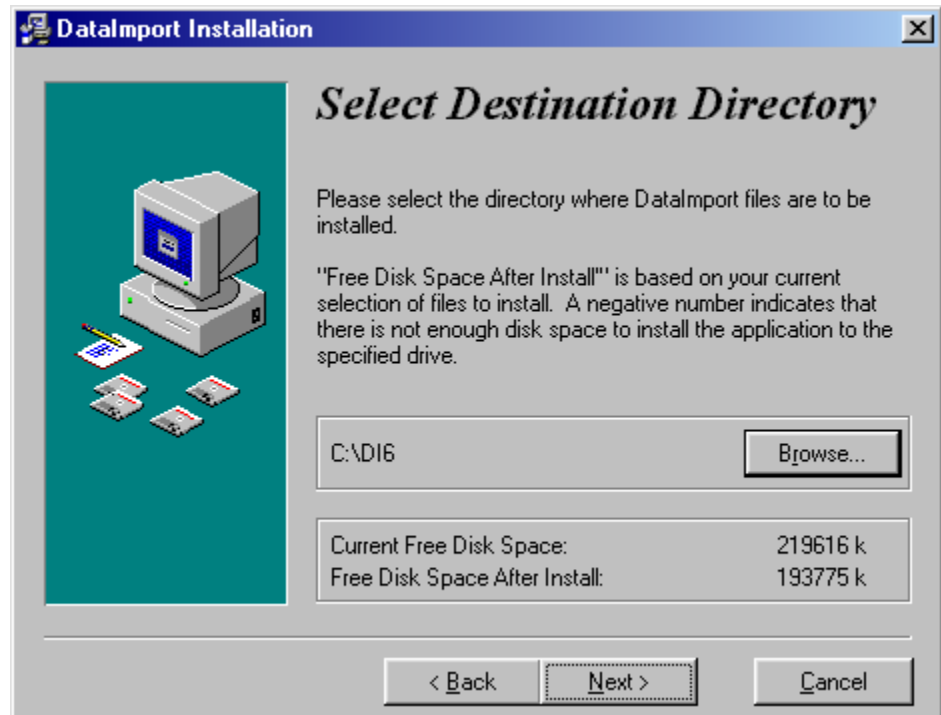 DataImport Installation
Select Destination Directory
Please select the directory where DataImport files are to be
installed.
"Free Disk Space After Install"' is based on your current
selection of files to install.  A negative number indicates that
there is not enough disk space to install the application to the
specified drive.
C:\DI6
Browse...
Current Free Disk Space: 219616 k
Free Disk Space After Install: 193775 k
< Back Next > Cancel